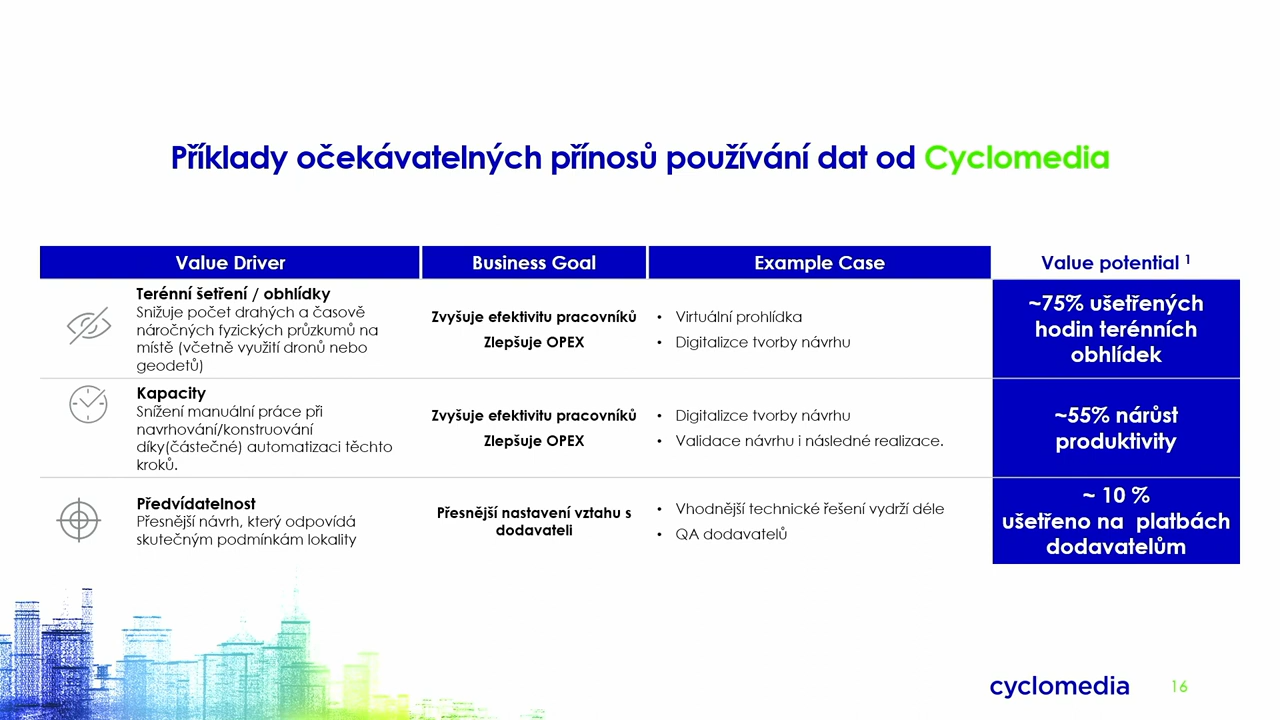 Příklady očekávatelných přínosů používání dat od Cyclomedia
Value Driver
Business Goal
Example Case
Value potential ¹
Terénní šetření / obhlídky
Snižuje počet drahých a časově
náročných fyzických průzkumů na
místě (včetně využití dronů nebo
geodetů)
Zvyšuje efektivitu pracovníků
Zlepšuje OPEX
• Virtuální prohlídka
• Digitalizce tvorby návrhu
~75% ušetřených
hodin terénních
obhlídek
Kapacity
Snížení manuální práce při
navrhování/konstruování
díky(částečné) automatizaci těchto
kroků.
Zvyšuje efektivitu pracovníků
Zlepšuje OPEX
• Digitalizce tvorby návrhu
• Validace návrhu i následné realizace.
~55% nárůst
produktivity
Předvídatelnost
Přesnější návrh, který odpovídá
skutečným podmínkám lokality
Přesnější nastavení vztahu s
dodavateli
• Vhodnější technické řešení vydrží déle
• QA dodavatelů
~ 10 %
ušetřeno na  platbách
dodavatelům
cyclomedia
16